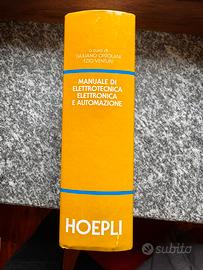 a cura di
GIULIANO ORTOLANI
EZIO VENTURI
MANUALE DI
ELETTROTECNICA
ELETTRONICA
E AUTOMAZIONE
HOEPLI
subito